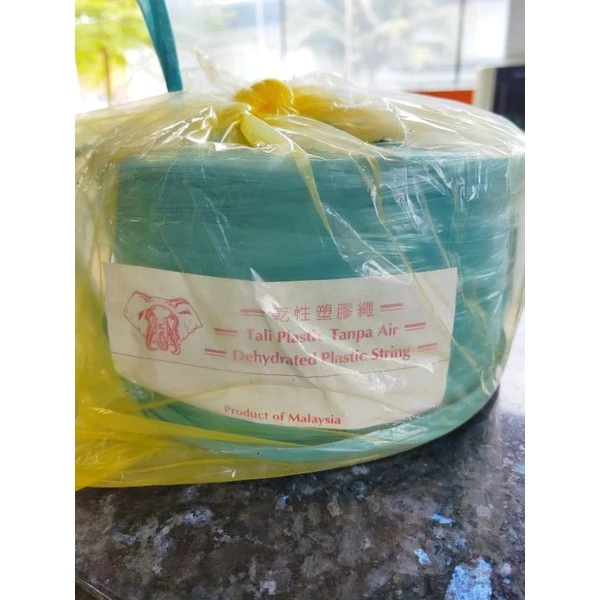 乾性塑膠繩
Tali Plastic Tanpa Air
Dehydrated Plastic String
Product of Malaysia